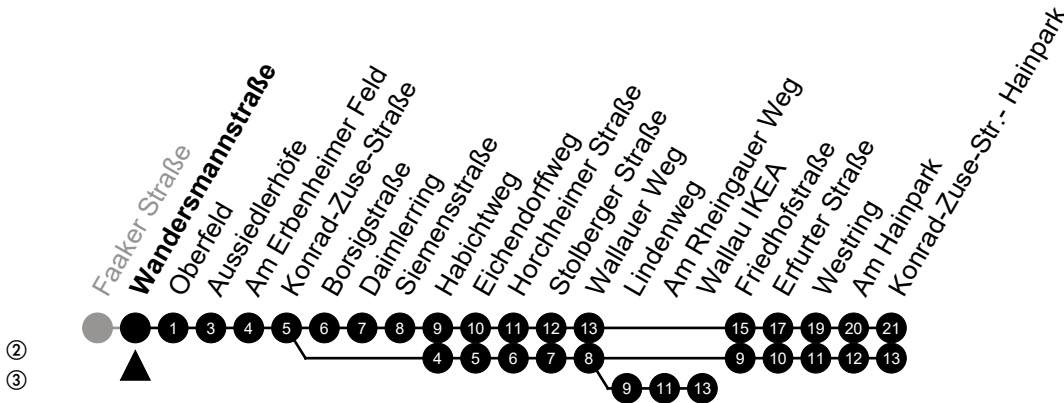 Faaker Straße
Wandersmannstraße
Oberfeld
Aussiedlerhöfe
Am Erbenheimer Feld
Konrad-Zuse-Straße
Borsigstraße
Daimlerring
Siemensstraße
Habichtweg
Eichendorffweg
Horchheimer Straße
Stolberger Straße
Wallauer Weg
Lindenweg
Am Rheingauer Weg
Wallau IKEA
Friedhofstraße
Erfurter Straße
Westring
Am Hainpark
Konrad-Zuse-Str.- Hainpark
1 3 4 5 6 7 8 9 10 11 12 13 15 17 19 20 21
② 4 5 6 7 8 9 10 11 12 13
③ 9 11 13